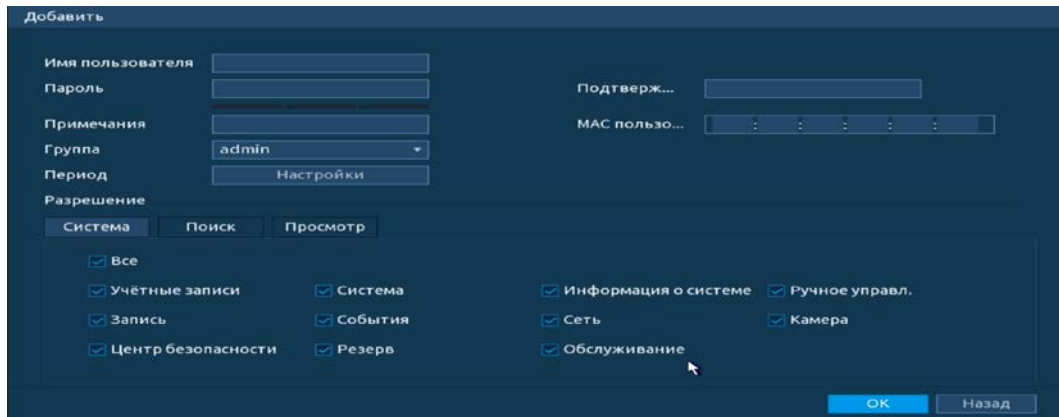 Добавить
Имя пользователя
Пароль
Подтверж...
Примечания
MAC пользо...
: : : : :
Группа
admin
Период
Настройки
Разрешение
Система Поиск Просмотр
Все
Учётные записи Система Информация о системе Ручное управл.
Запись События Сеть Камера
Центр безопасности Резерв Обслуживание
OK Назад